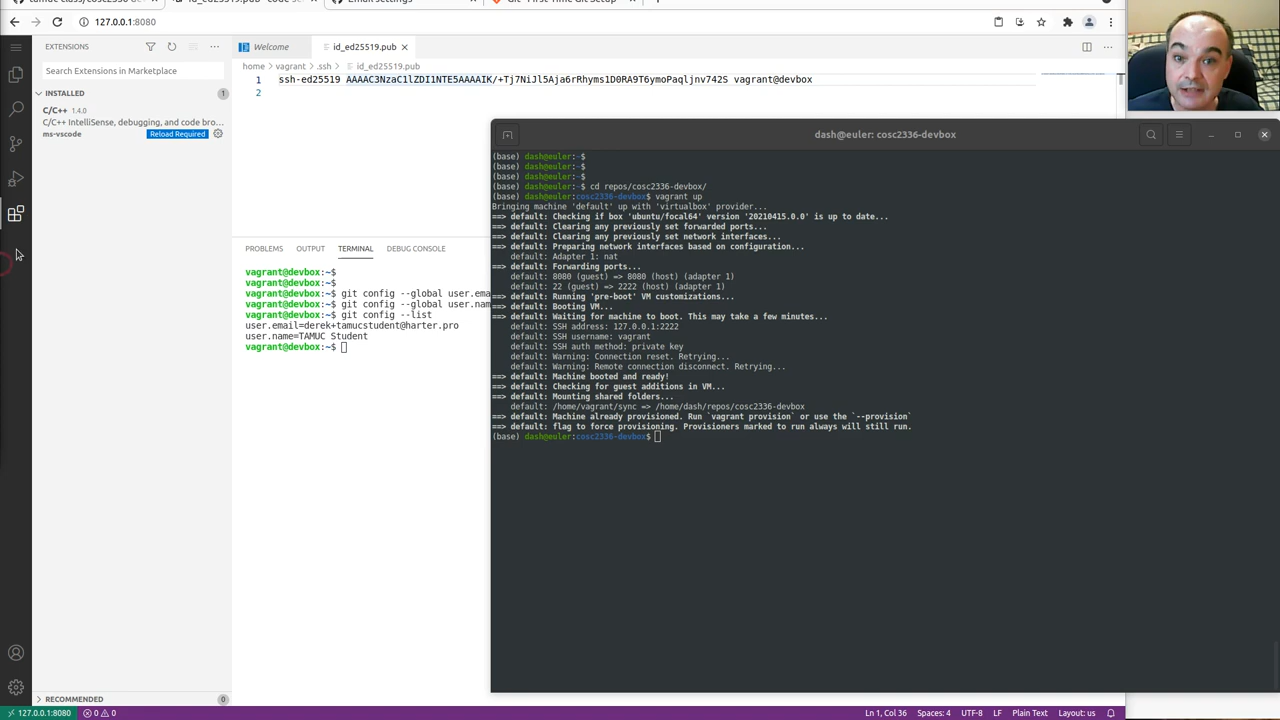 id_ed25519.pub - code-s
Email settings
Git - First-Time Git Setup
127.0.0.1:8080
EXTENSIONS
Welcome
id_ed25519.pub
Search Extensions in Marketplace
home > vagrant > .ssh > id_ed25519.pub
1 ssh-ed25519 AAAAC3NzaC1lZDI1NTE5AAAAIK/+Tj7NiJl5Aja6rRhyms1D0RA9T6ymoPaqljnv742S vagrant@devbox
2
INSTALLED 1
C/C++ 1.4.0
C/C++ IntelliSense, debugging, and code bro...
ms-vscode Reload Required
PROBLEMS OUTPUT TERMINAL DEBUG CONSOLE
vagrant@devbox:~$
vagrant@devbox:~$
vagrant@devbox:~$ git config --global user.ema
vagrant@devbox:~$ git config --global user.nam
vagrant@devbox:~$ git config --list
user.email=derek+tamucstudent@harter.pro
user.name=TAMUC Student
vagrant@devbox:~$
dash@euler: cosc2336-devbox
(base) dash@euler:~$
(base) dash@euler:~$
(base) dash@euler:~$
(base) dash@euler:~$ cd repos/cosc2336-devbox/
(base) dash@euler:cosc2336-devbox$ vagrant up
Bringing machine 'default' up with 'virtualbox' provider...
==> default: Checking if box 'ubuntu/focal64' version '20210415.0.0' is up to date...
==> default: Clearing any previously set forwarded ports...
==> default: Clearing any previously set network interfaces...
==> default: Preparing network interfaces based on configuration...
default: Adapter 1: nat
==> default: Forwarding ports...
default: 8080 (guest) => 8080 (host) (adapter 1)
default: 22 (guest) => 2222 (host) (adapter 1)
==> default: Running 'pre-boot' VM customizations...
==> default: Booting VM...
==> default: Waiting for machine to boot. This may take a few minutes...
default: SSH address: 127.0.0.1:2222
default: SSH username: vagrant
default: SSH auth method: private key
default: Warning: Connection reset. Retrying...
default: Warning: Remote connection disconnect. Retrying...
==> default: Machine booted and ready!
==> default: Checking for guest additions in VM...
==> default: Mounting shared folders...
default: /home/vagrant/sync => /home/dash/repos/cosc2336-devbox
==> default: Machine already provisioned. Run `vagrant provision` or use the `--provision`
==> default: flag to force provisioning. Provisioners marked to run always will still run.
(base) dash@euler:cosc2336-devbox$
RECOMMENDED 0
127.0.0.1:8080 0 0
Ln 1, Col 36 Spaces: 4 UTF-8 LF Plain Text Layout: us